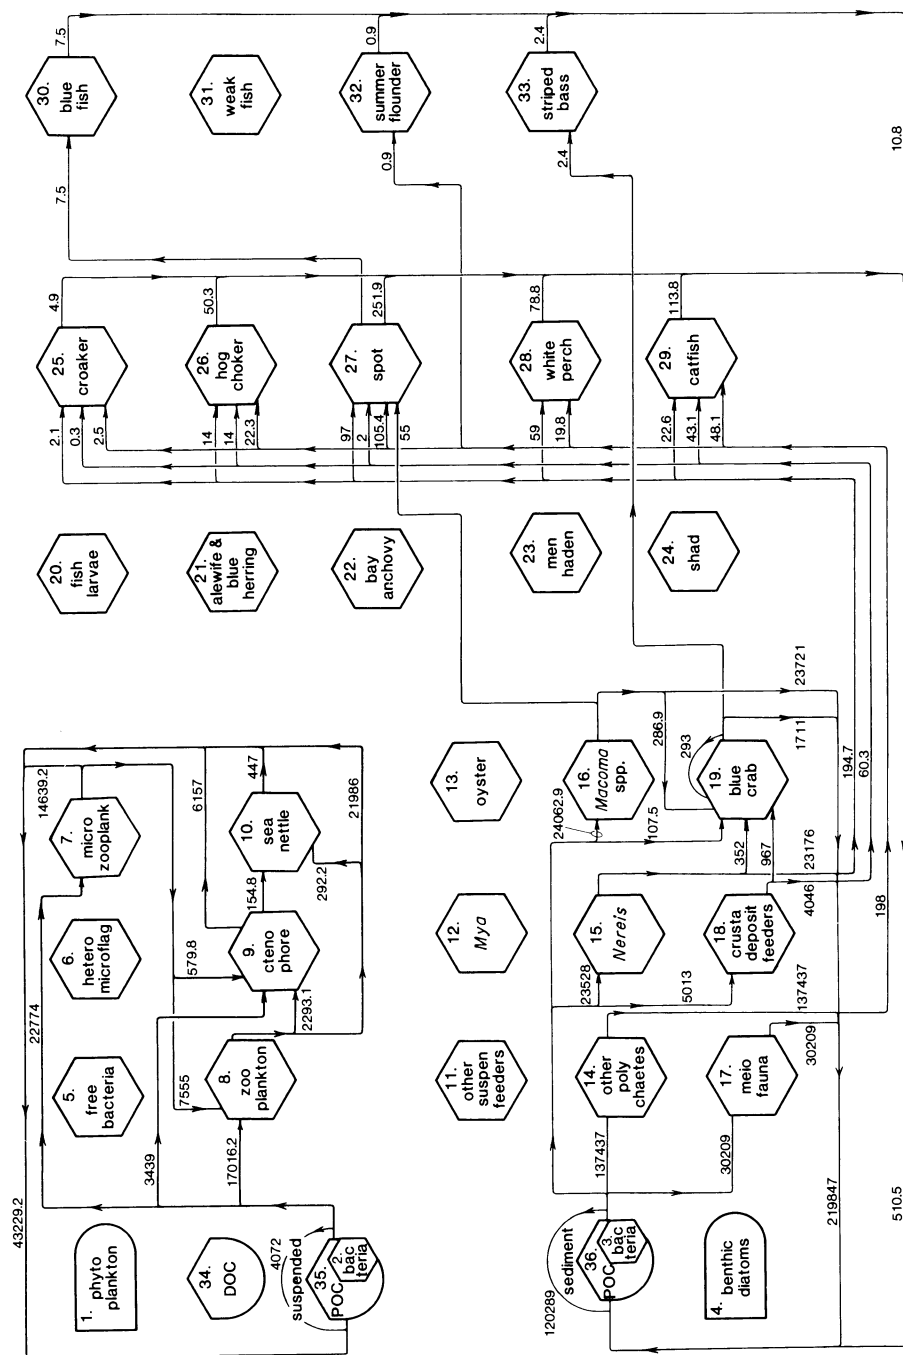 1.
phyto
plankton
34.
DOC
suspended
35.
POC
2.
bac
teria
4072
43229.2
5.
free
bacteria
6.
hetero
microflag
7.
micro
zooplank
22774
14639.2
3439
17016.2
7555
579.8
8.
zoo
plankton
9.
cteno
phore
10.
sea
nettle
2293.1
154.8
292.2
6157
447
21986
sediment
36.
POC
3.
bac
teria
120289
4.
benthic
diatoms
11.
other
suspen
feeders
12.
Mya
13.
oyster
14.
other
poly
chaetes
15.
Nereis
16.
Macoma
spp.
17.
meio
fauna
18.
crusta
deposit
feeders
19.
blue
crab
137437
30209
23528
5013
24062.9
107.5
352
967
286.9
293
1711
23721
194.7
60.3
23176
4046
198
137437
30209
219847
510.5
20.
fish
larvae
21.
alewife &
blue
herring
22.
bay
anchovy
23.
men
haden
24.
shad
2.1
0.3
2.5
14
14
22.3
97
2
105.4
55
59
19.8
22.6
43.1
48.1
25.
croaker
26.
hog
choker
27.
spot
28.
white
perch
29.
catfish
4.9
50.3
251.9
78.8
113.8
7.5
0.9
2.4
30.
blue
fish
31.
weak
fish
32.
summer
flounder
33.
striped
bass
7.5
0.9
2.4
10.8